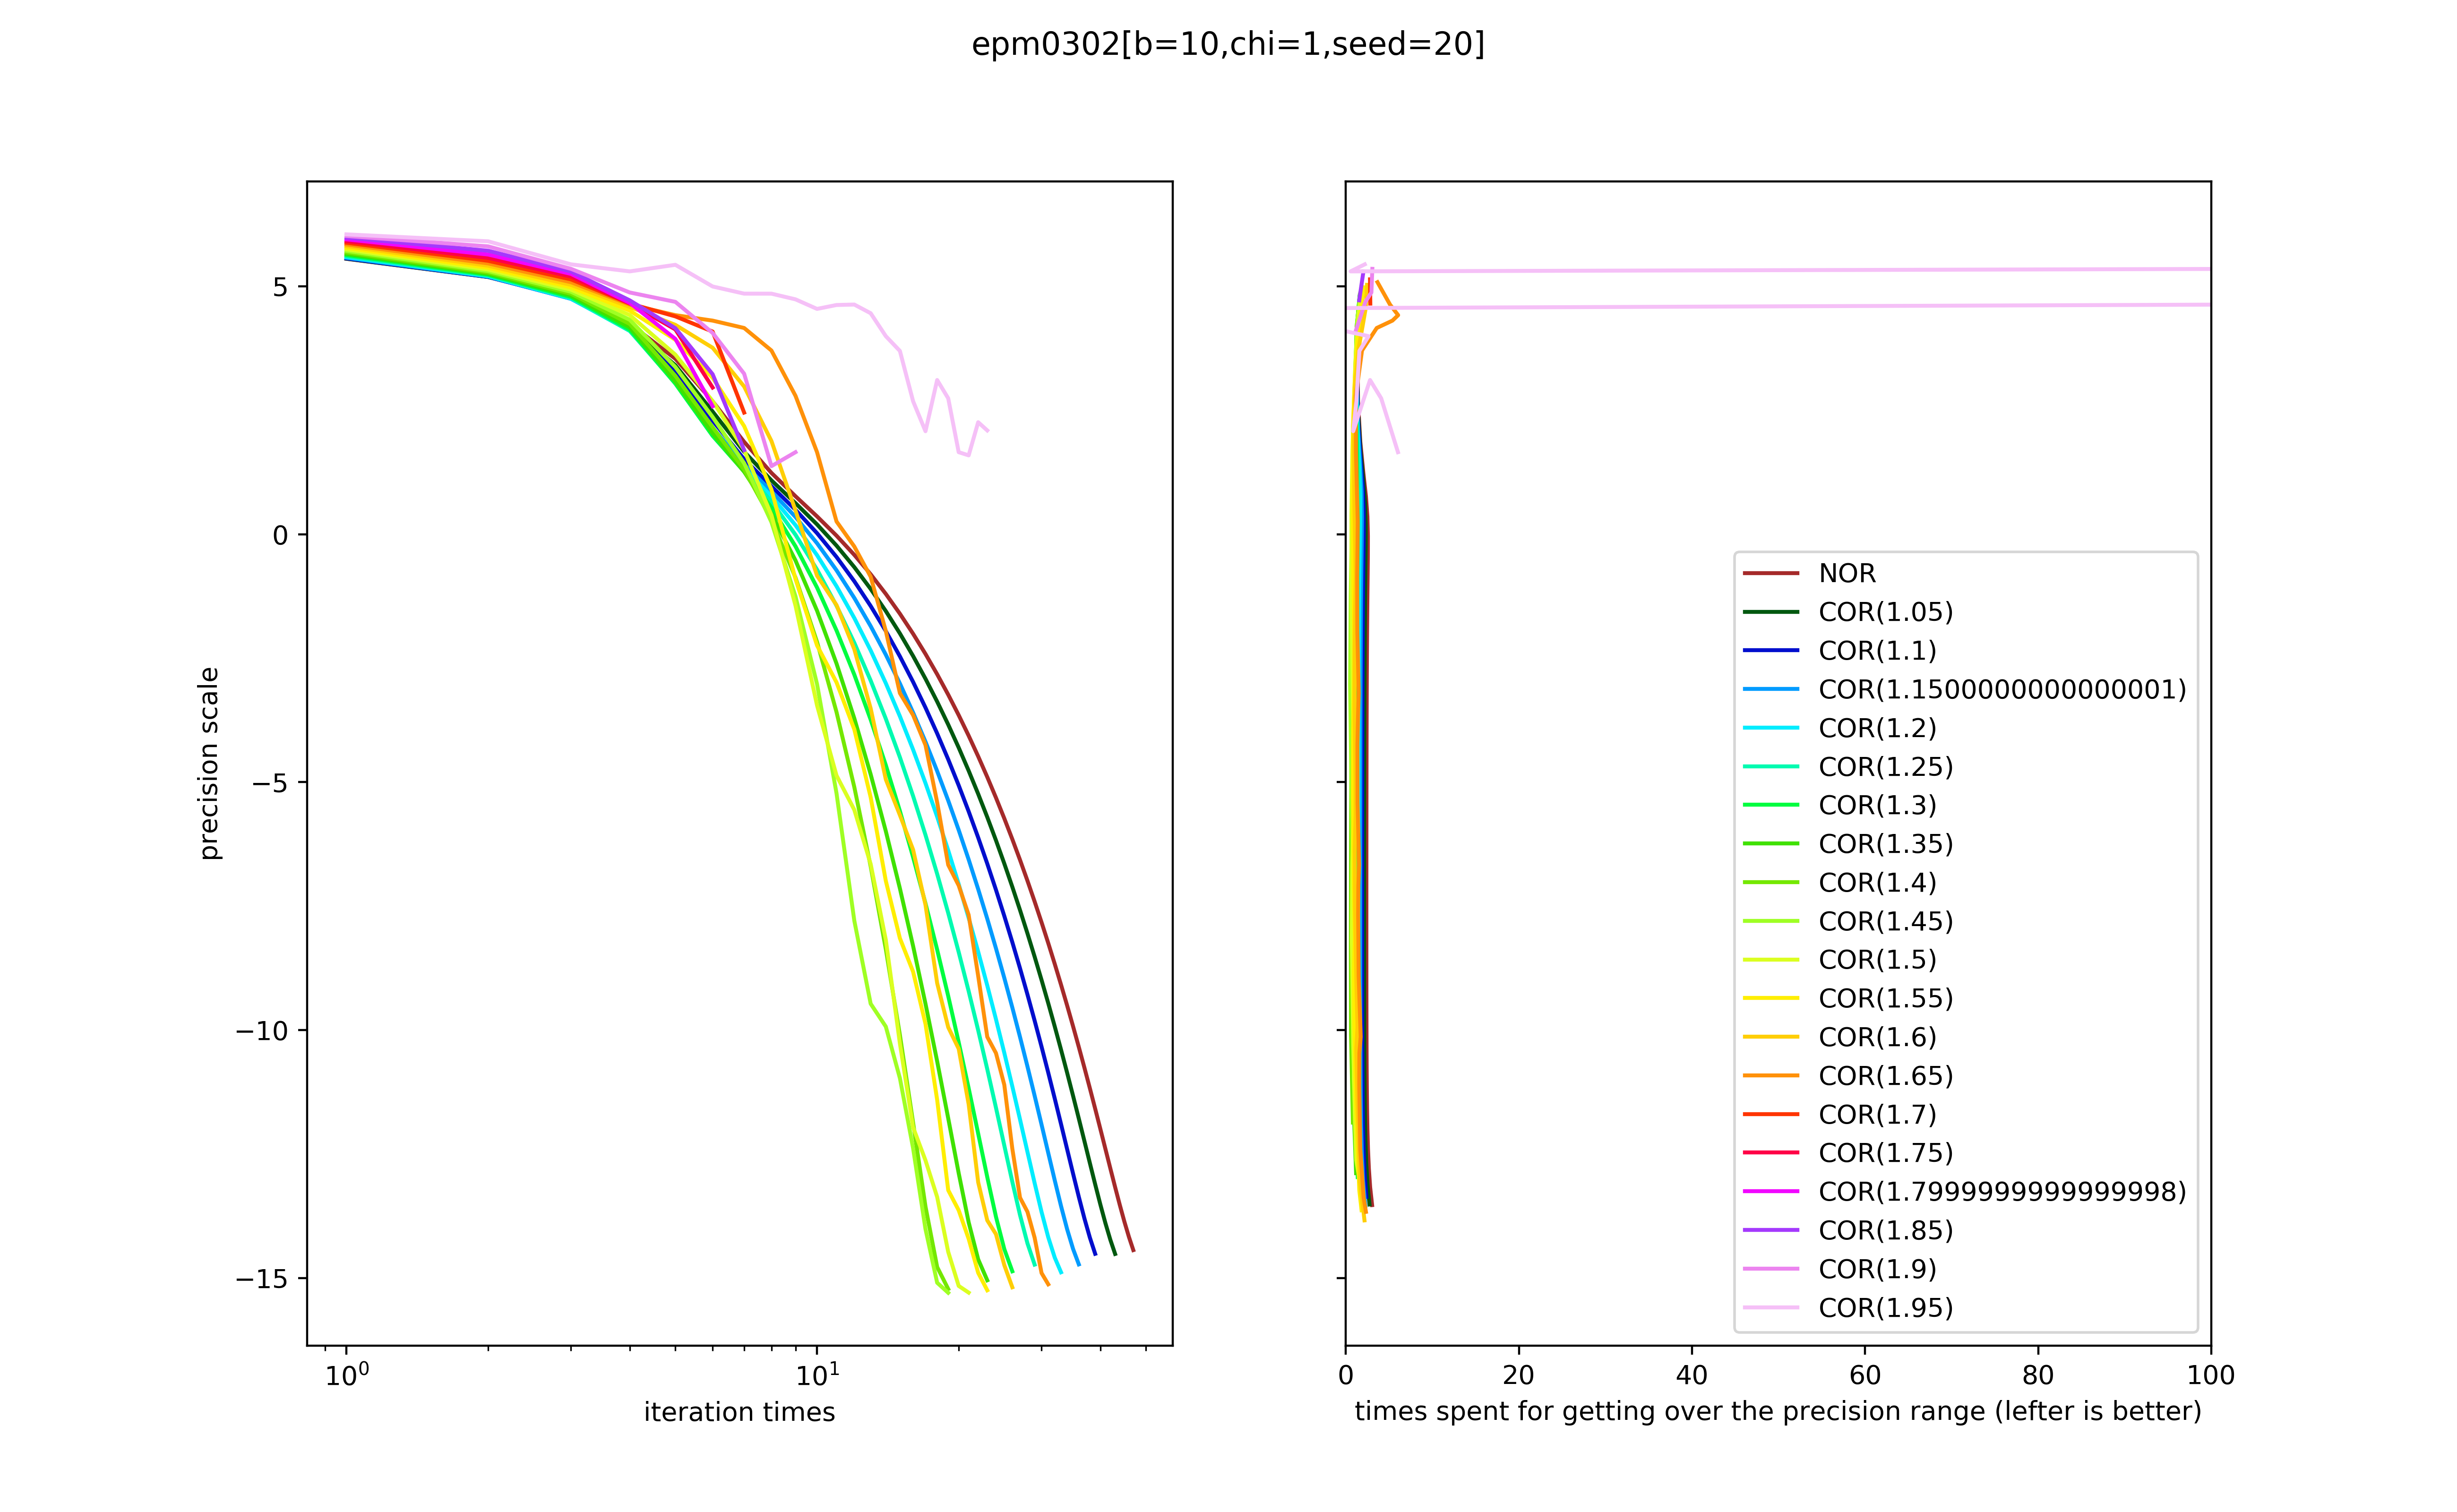 epm0302[b=10,chi=1,seed=20]
precision scale
5
0
−5
−10
−15
10⁰
10¹
iteration times
NOR
COR(1.05)
COR(1.1)
COR(1.1500000000000001)
COR(1.2)
COR(1.25)
COR(1.3)
COR(1.35)
COR(1.4)
COR(1.45)
COR(1.5)
COR(1.55)
COR(1.6)
COR(1.65)
COR(1.7)
COR(1.75)
COR(1.7999999999999998)
COR(1.85)
COR(1.9)
COR(1.95)
0
20
40
60
80
100
times spent for getting over the precision range (lefter is better)